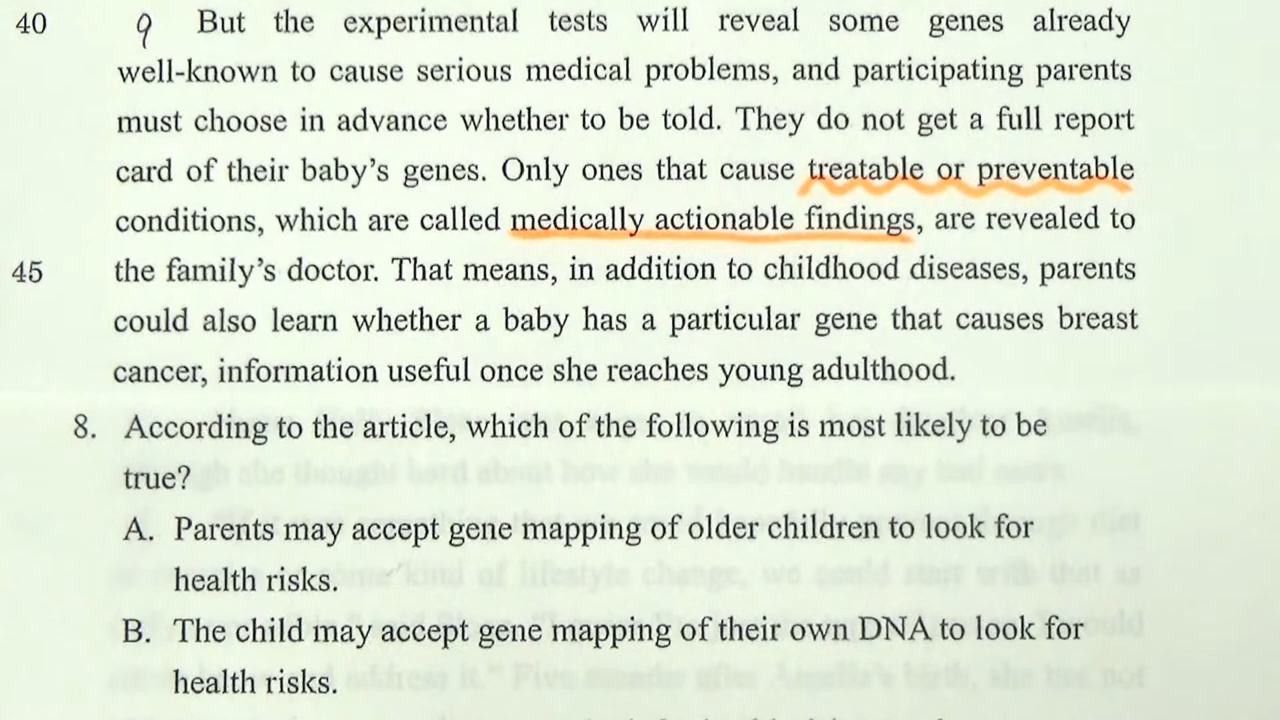 40 9 But the experimental tests will reveal some genes already
well-known to cause serious medical problems, and participating parents
must choose in advance whether to be told. They do not get a full report
card of their baby's genes. Only ones that cause treatable or preventable
conditions, which are called medically actionable findings, are revealed to
45 the family's doctor. That means, in addition to childhood diseases, parents
could also learn whether a baby has a particular gene that causes breast
cancer, information useful once she reaches young adulthood.
8. According to the article, which of the following is most likely to be
true?
A. Parents may accept gene mapping of older children to look for
health risks.
B. The child may accept gene mapping of their own DNA to look for
health risks.